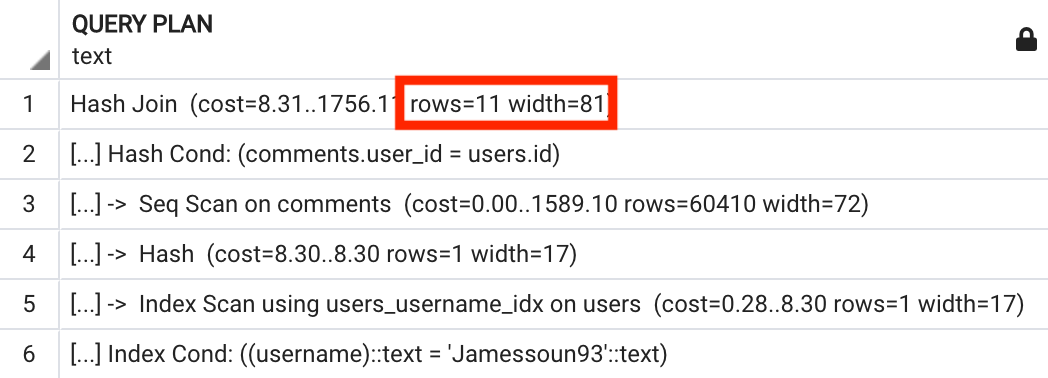 QUERY PLAN
text
1 Hash Join (cost=8.31..1756.11 rows=11 width=81)
2 [...] Hash Cond: (comments.user_id = users.id)
3 [...] -> Seq Scan on comments (cost=0.00..1589.10 rows=60410 width=72)
4 [...] -> Hash (cost=8.30..8.30 rows=1 width=17)
5 [...] -> Index Scan using users_username_idx on users (cost=0.28..8.30 rows=1 width=17)
6 [...] Index Cond: ((username)::text = 'Jamessoun93'::text)